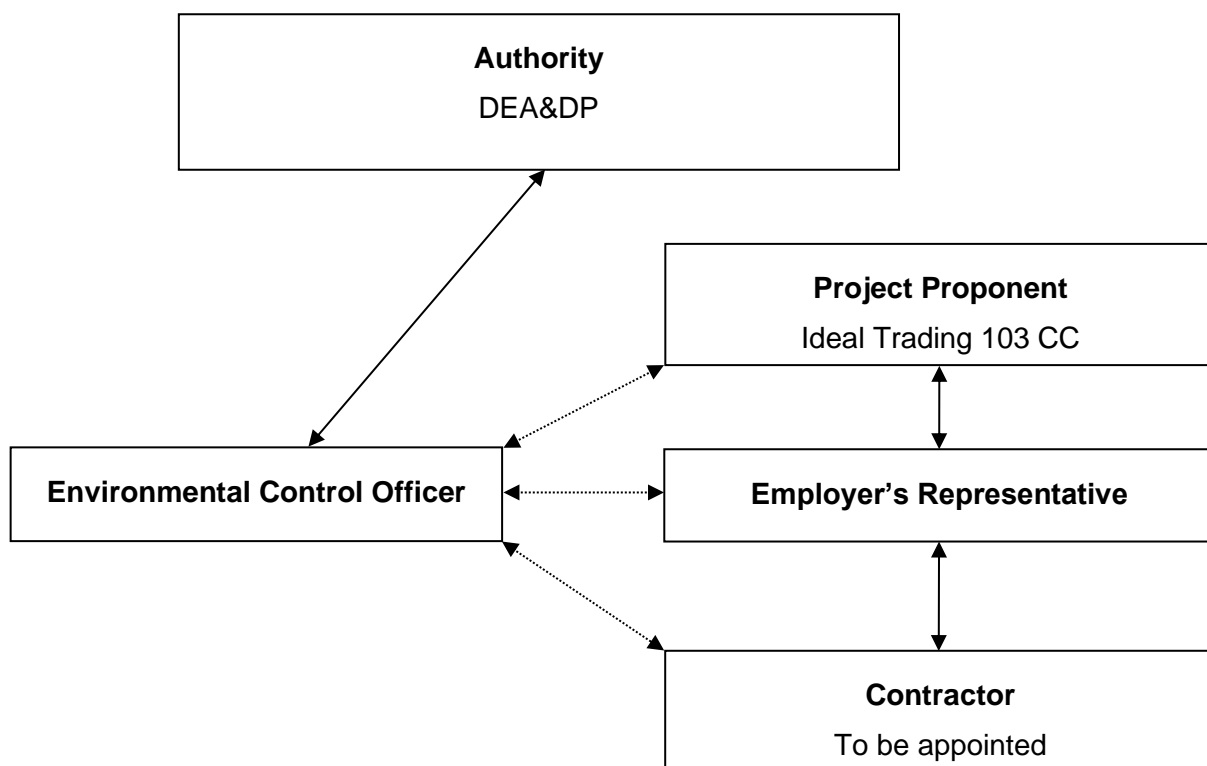 Authority
DEA&DP
Project Proponent
Ideal Trading 103 CC
Environmental Control Officer
Employer’s Representative
Contractor
To be appointed